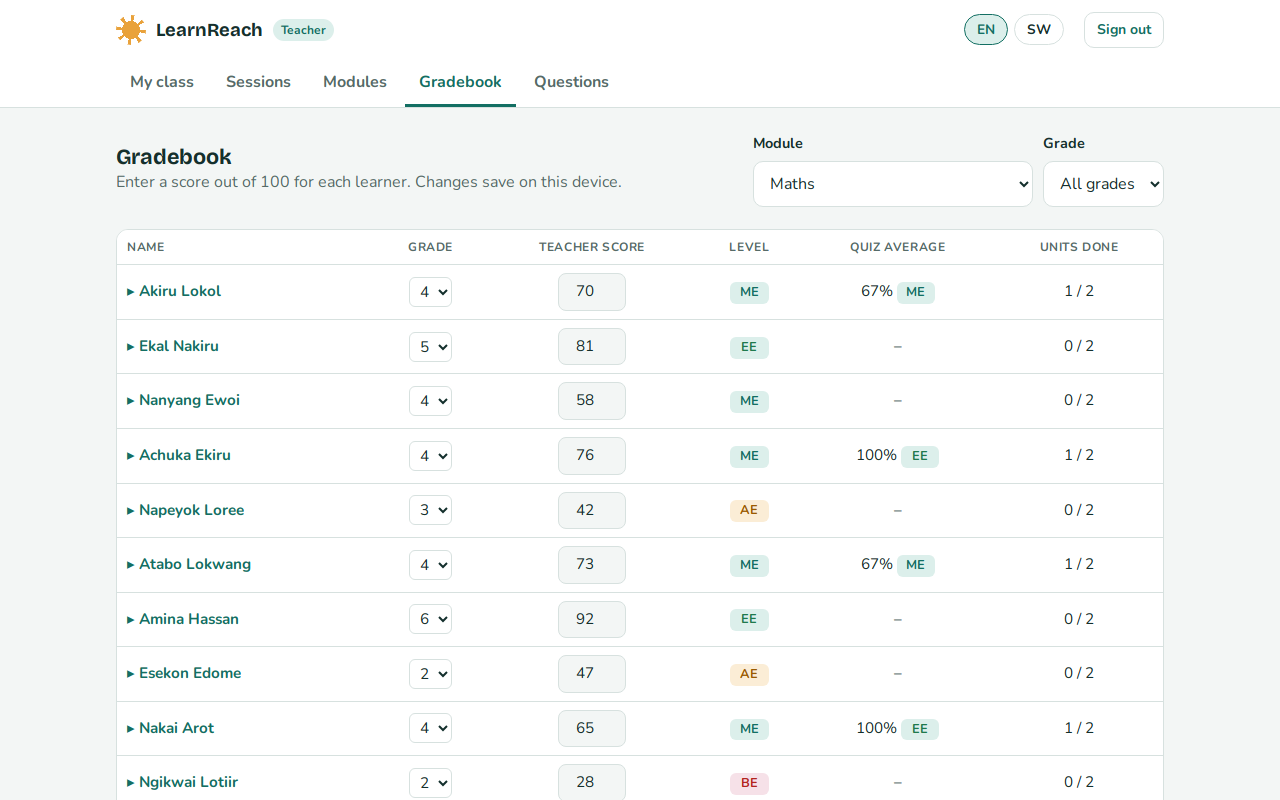 LearnReach Teacher EN SW Sign out
My class Sessions Modules Gradebook Questions
Module Grade
Gradebook
Enter a score out of 100 for each learner. Changes save on this device.
Maths All grades
NAME GRADE TEACHER SCORE LEVEL QUIZ AVERAGE UNITS DONE
▸ Akiru Lokol 4 70 ME 67% ME 1 / 2
▸ Ekal Nakiru 5 81 EE – 0 / 2
▸ Nanyang Ewoi 4 58 ME – 0 / 2
▸ Achuka Ekiru 4 76 ME 100% EE 1 / 2
▸ Napeyok Loree 3 42 AE – 0 / 2
▸ Atabo Lokwang 4 73 ME 67% ME 1 / 2
▸ Amina Hassan 6 92 EE – 0 / 2
▸ Esekon Edome 2 47 AE – 0 / 2
▸ Nakai Arot 4 65 ME 100% EE 1 / 2
▸ Ngikwai Lotiir 2 28 BE – 0 / 2